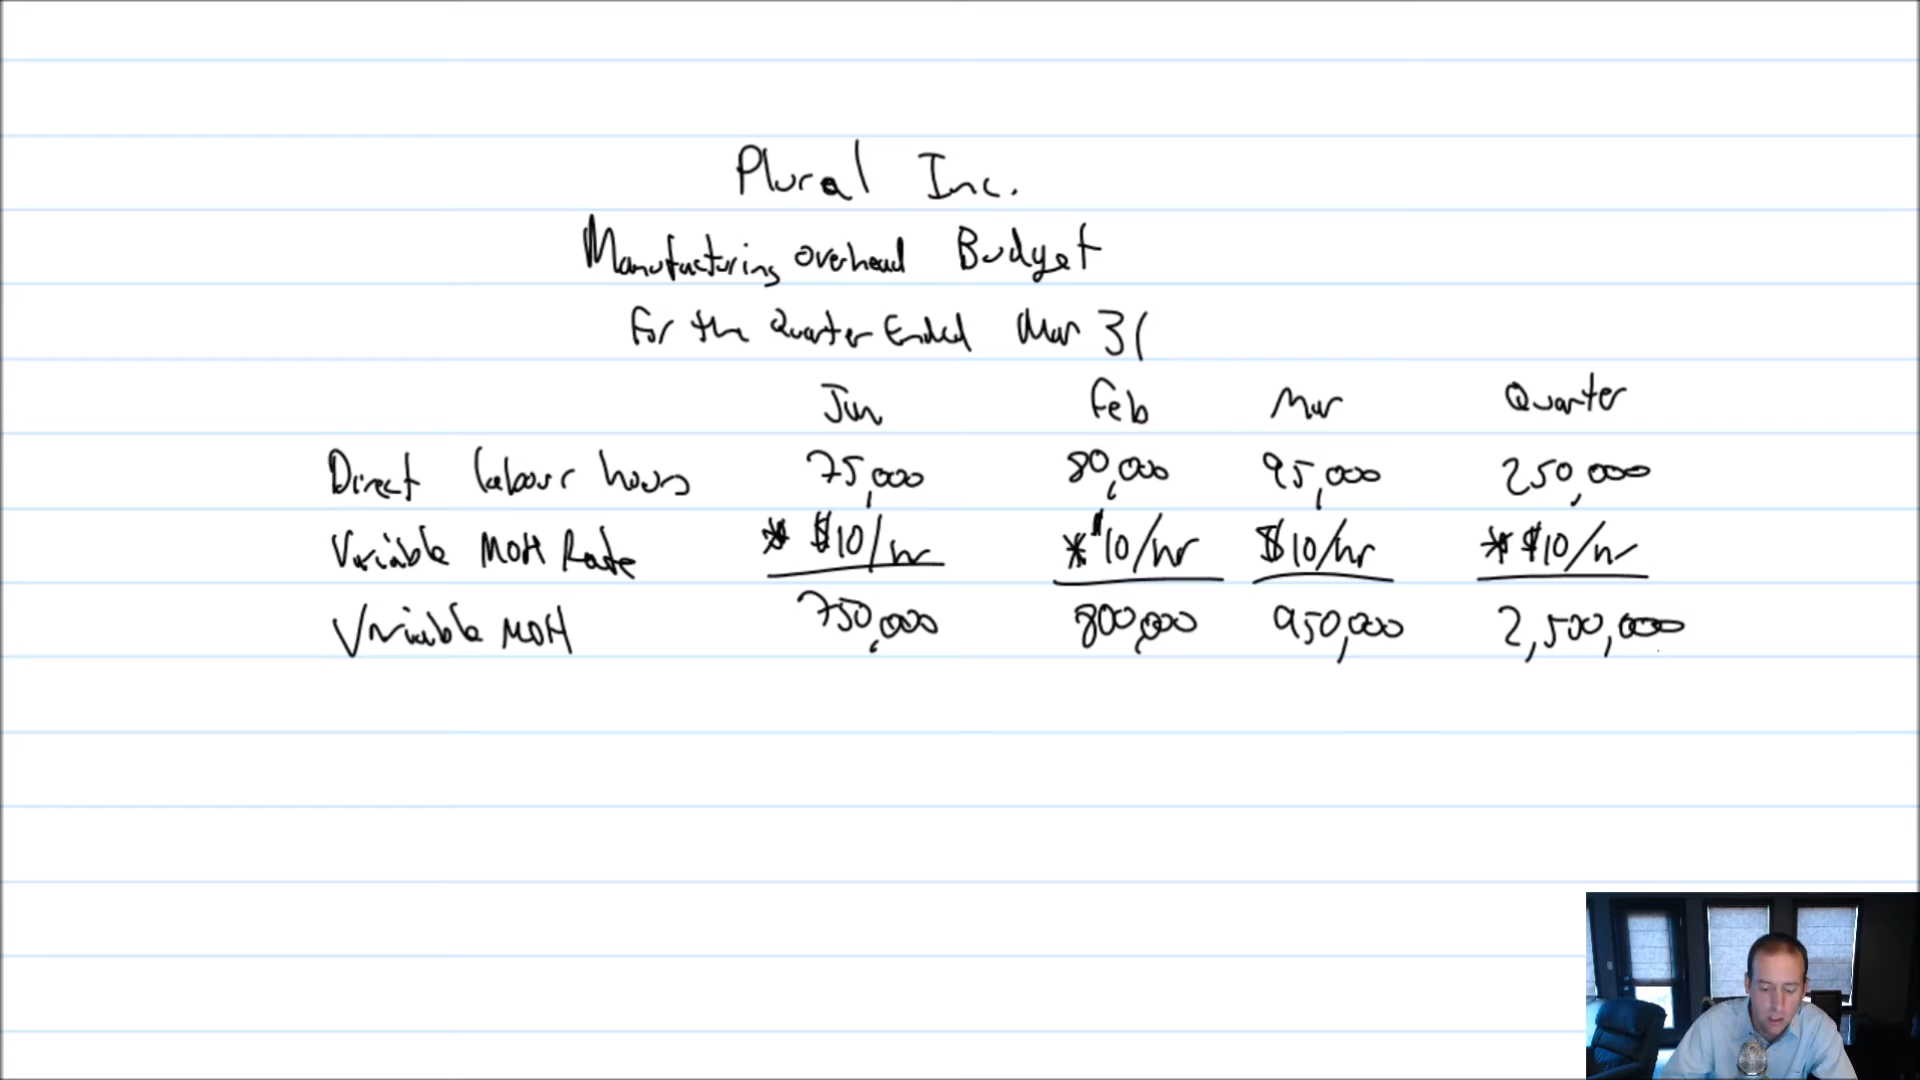 Plural Inc.
Manufacturing overhead Budget
For the Quarter Ended Mar 31
Jan Feb Mar Quarter
Direct labour hours 75,000 80,000 95,000 250,000
Variable MOH Rate * $10/hr * $10/hr $10/hr * $10/hr
Variable MOH 750,000 800,000 950,000 2,500,000